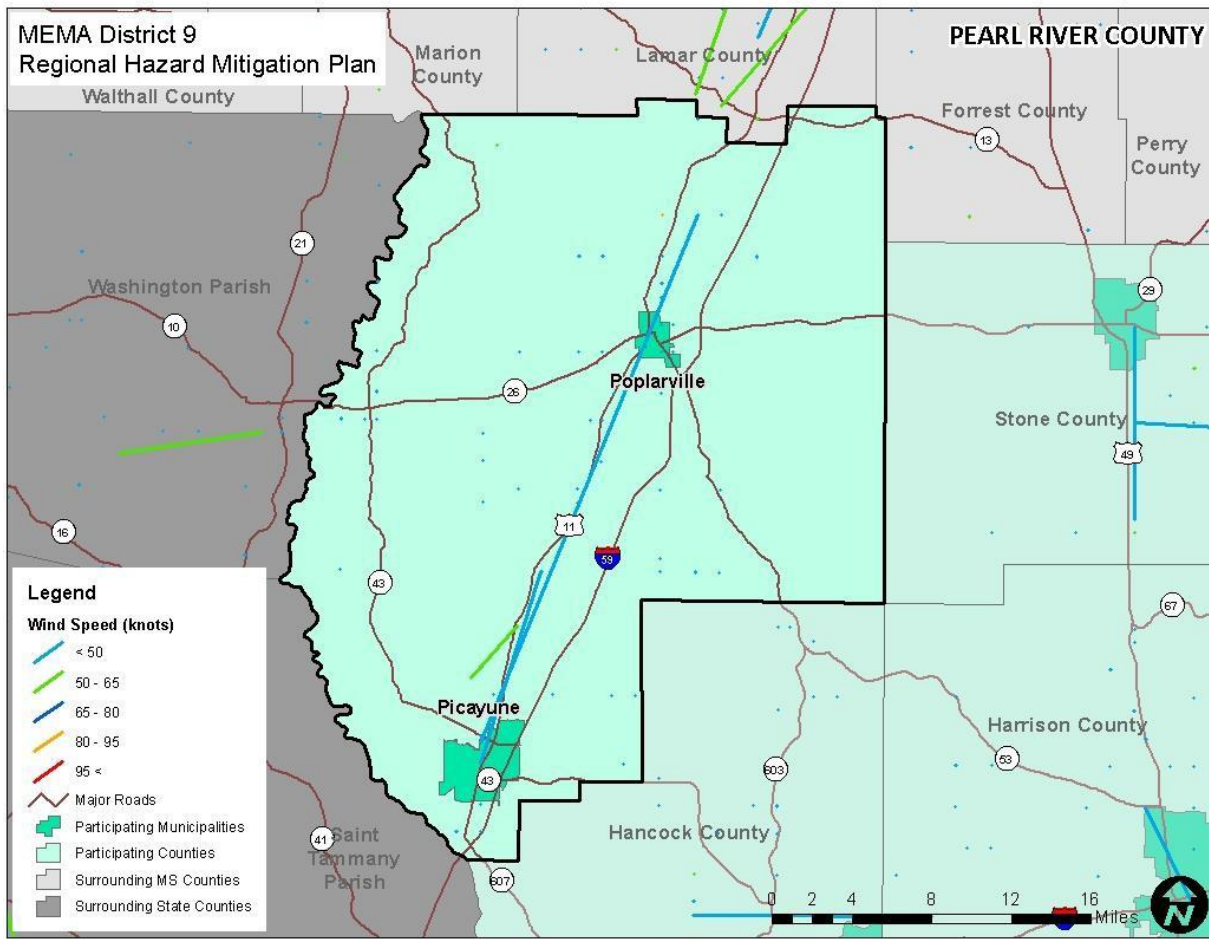 MEMA District 9
Regional Hazard Mitigation Plan
PEARL RIVER COUNTY
Marion
County
Lamar County
Walthall County
Forrest County
13
Perry
County
21
Washington Parish
10
29
26
Poplarville
Stone County
49
11
16
59
43
67
Legend
Wind Speed (knots)
< 50
50 - 65
65 - 80
80 - 95
95 <
Major Roads
Participating Municipalities
Participating Counties
Surrounding MS Counties
Surrounding State Counties
Picayune
43
Harrison County
53
603
Hancock County
41
Saint
Tammany
Parish
607
0 2 4 8 12 16
Miles
N